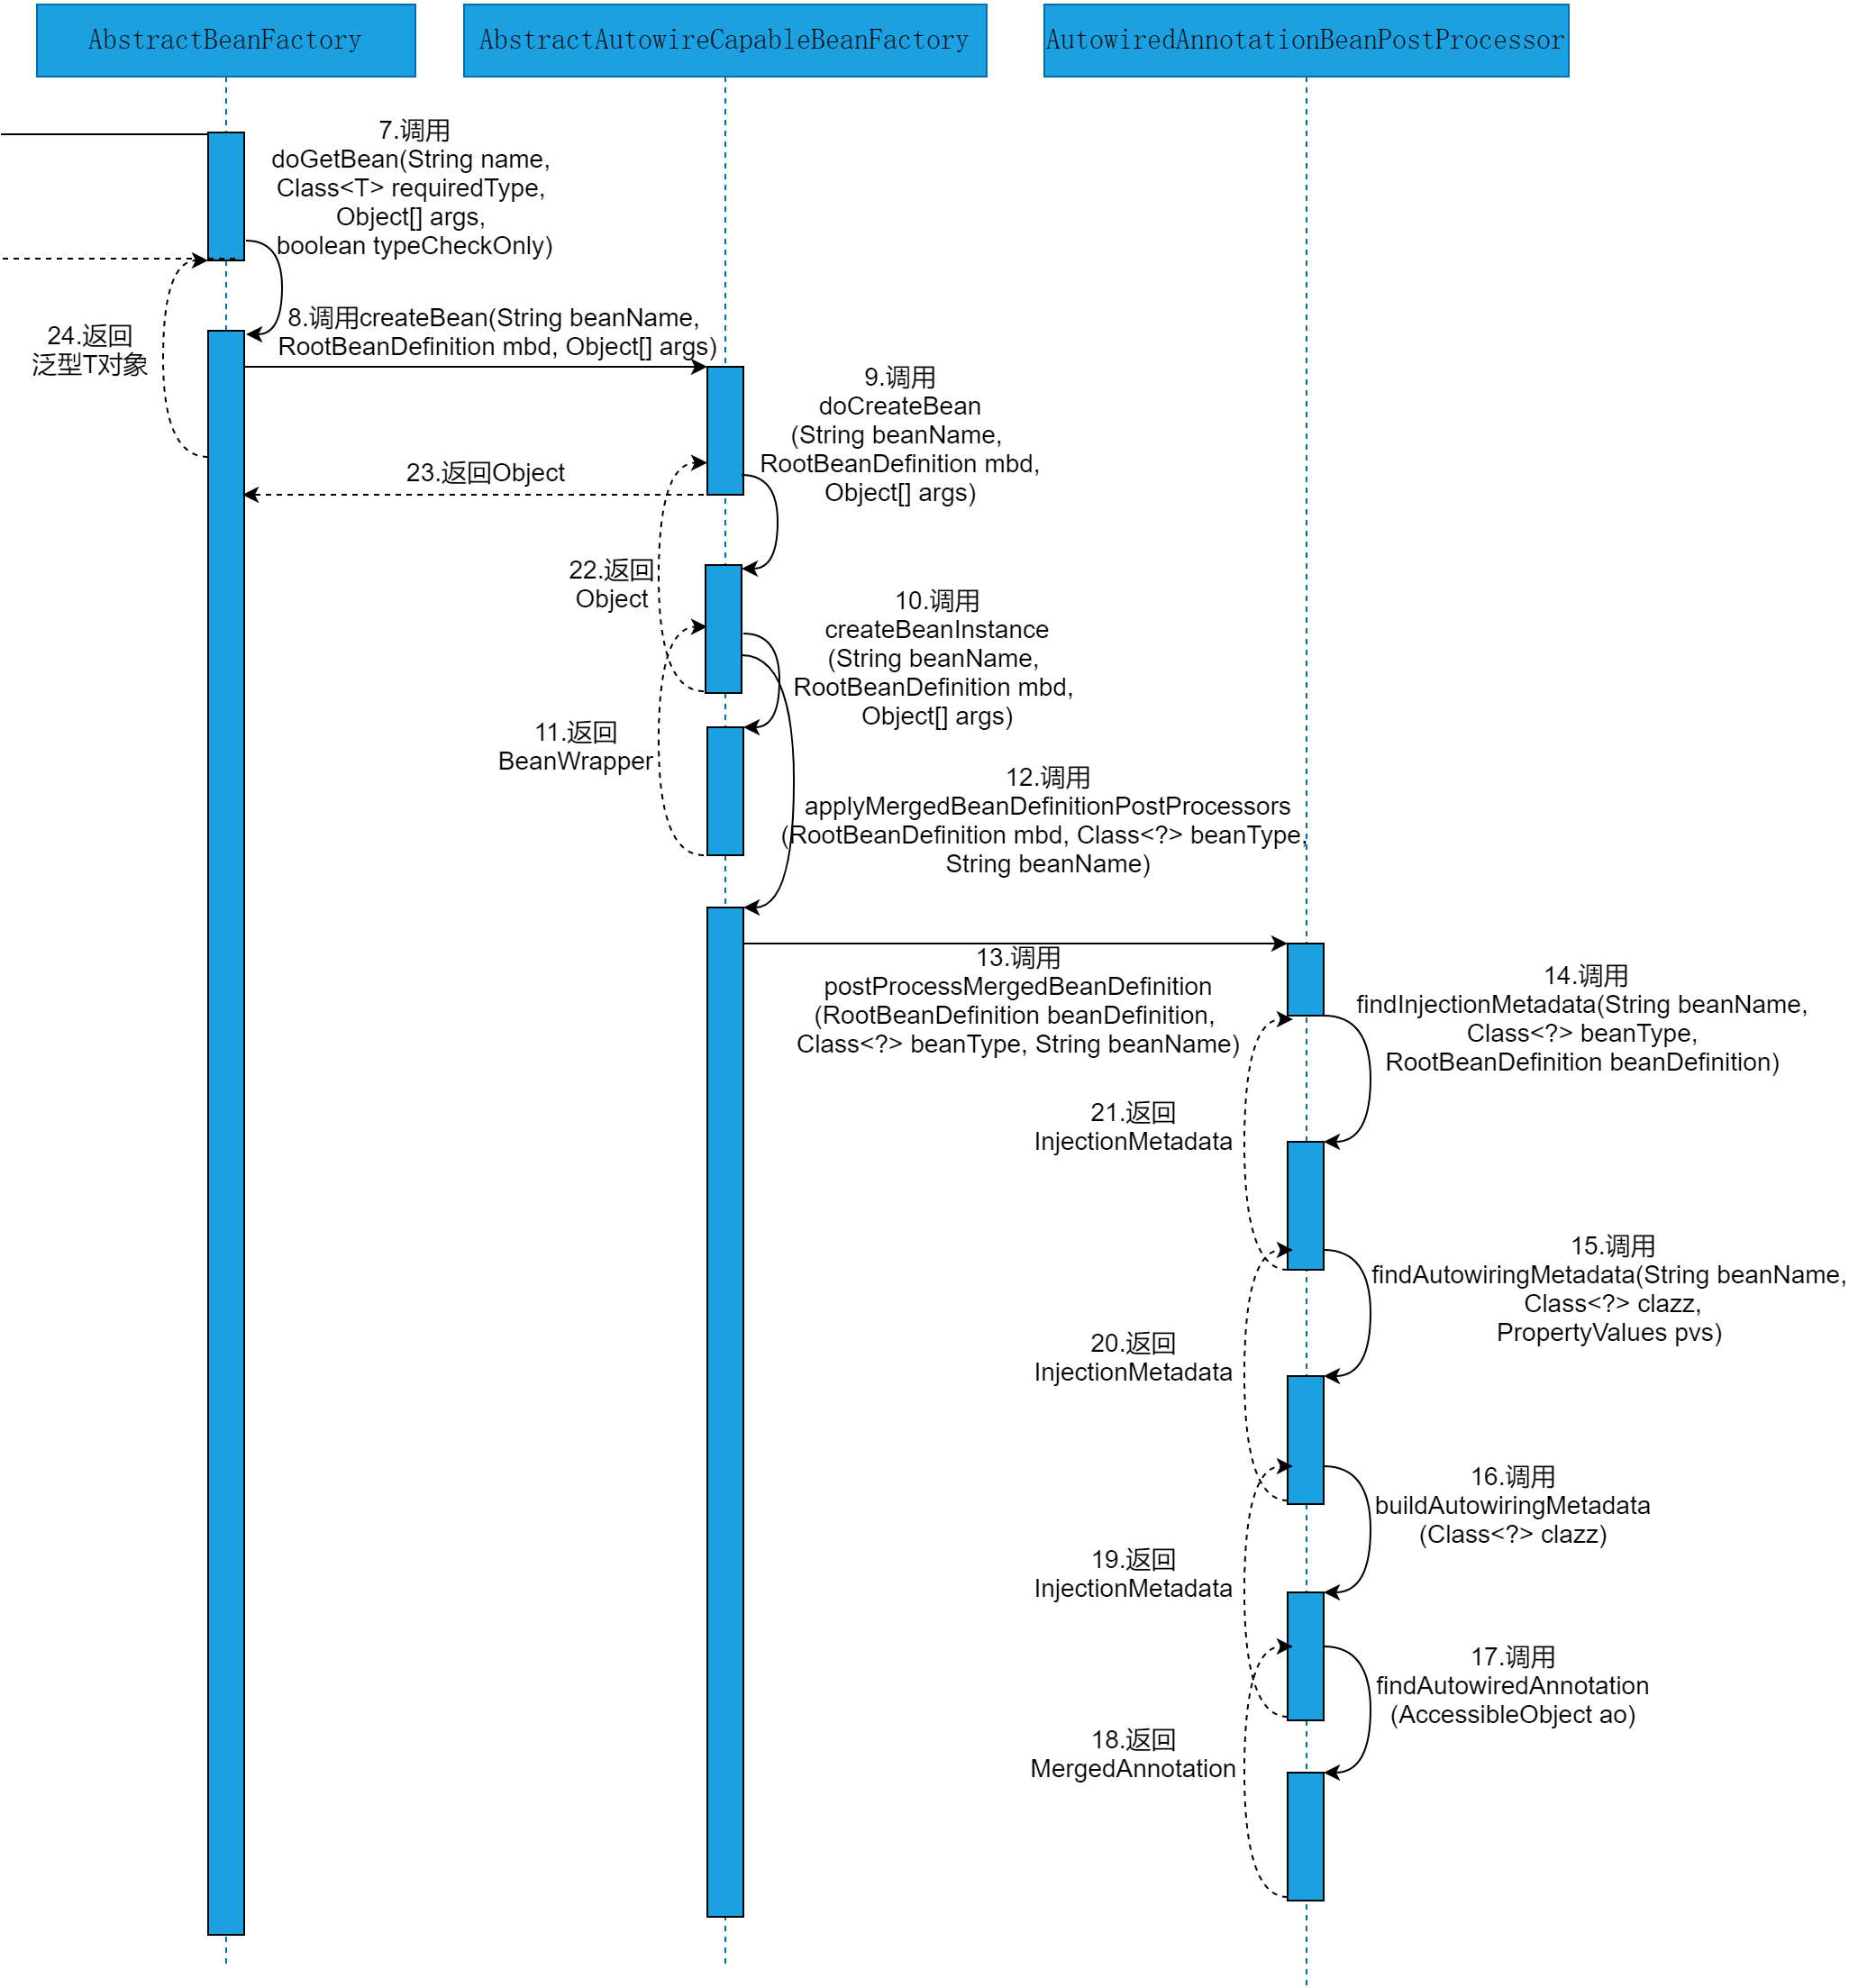 AbstractBeanFactory
AbstractAutowireCapableBeanFactory
AutowiredAnnotationBeanPostProcessor
7.调用
doGetBean(String name,
Class<T> requiredType,
Object[] args,
boolean typeCheckOnly)
8.调用createBean(String beanName,
RootBeanDefinition mbd, Object[] args)
24.返回
泛型T对象
9.调用
doCreateBean
(String beanName,
RootBeanDefinition mbd,
Object[] args)
23.返回Object
22.返回
Object
10.调用
createBeanInstance
(String beanName,
RootBeanDefinition mbd,
Object[] args)
11.返回
BeanWrapper
12.调用
applyMergedBeanDefinitionPostProcessors
(RootBeanDefinition mbd, Class<?> beanType,
String beanName)
13.调用
postProcessMergedBeanDefinition
(RootBeanDefinition beanDefinition,
Class<?> beanType, String beanName)
14.调用
findInjectionMetadata(String beanName,
Class<?> beanType,
RootBeanDefinition beanDefinition)
21.返回
InjectionMetadata
15.调用
findAutowiringMetadata(String beanName,
Class<?> clazz,
PropertyValues pvs)
20.返回
InjectionMetadata
16.调用
buildAutowiringMetadata
(Class<?> clazz)
19.返回
InjectionMetadata
17.调用
findAutowiredAnnotation
(AccessibleObject ao)
18.返回
MergedAnnotation